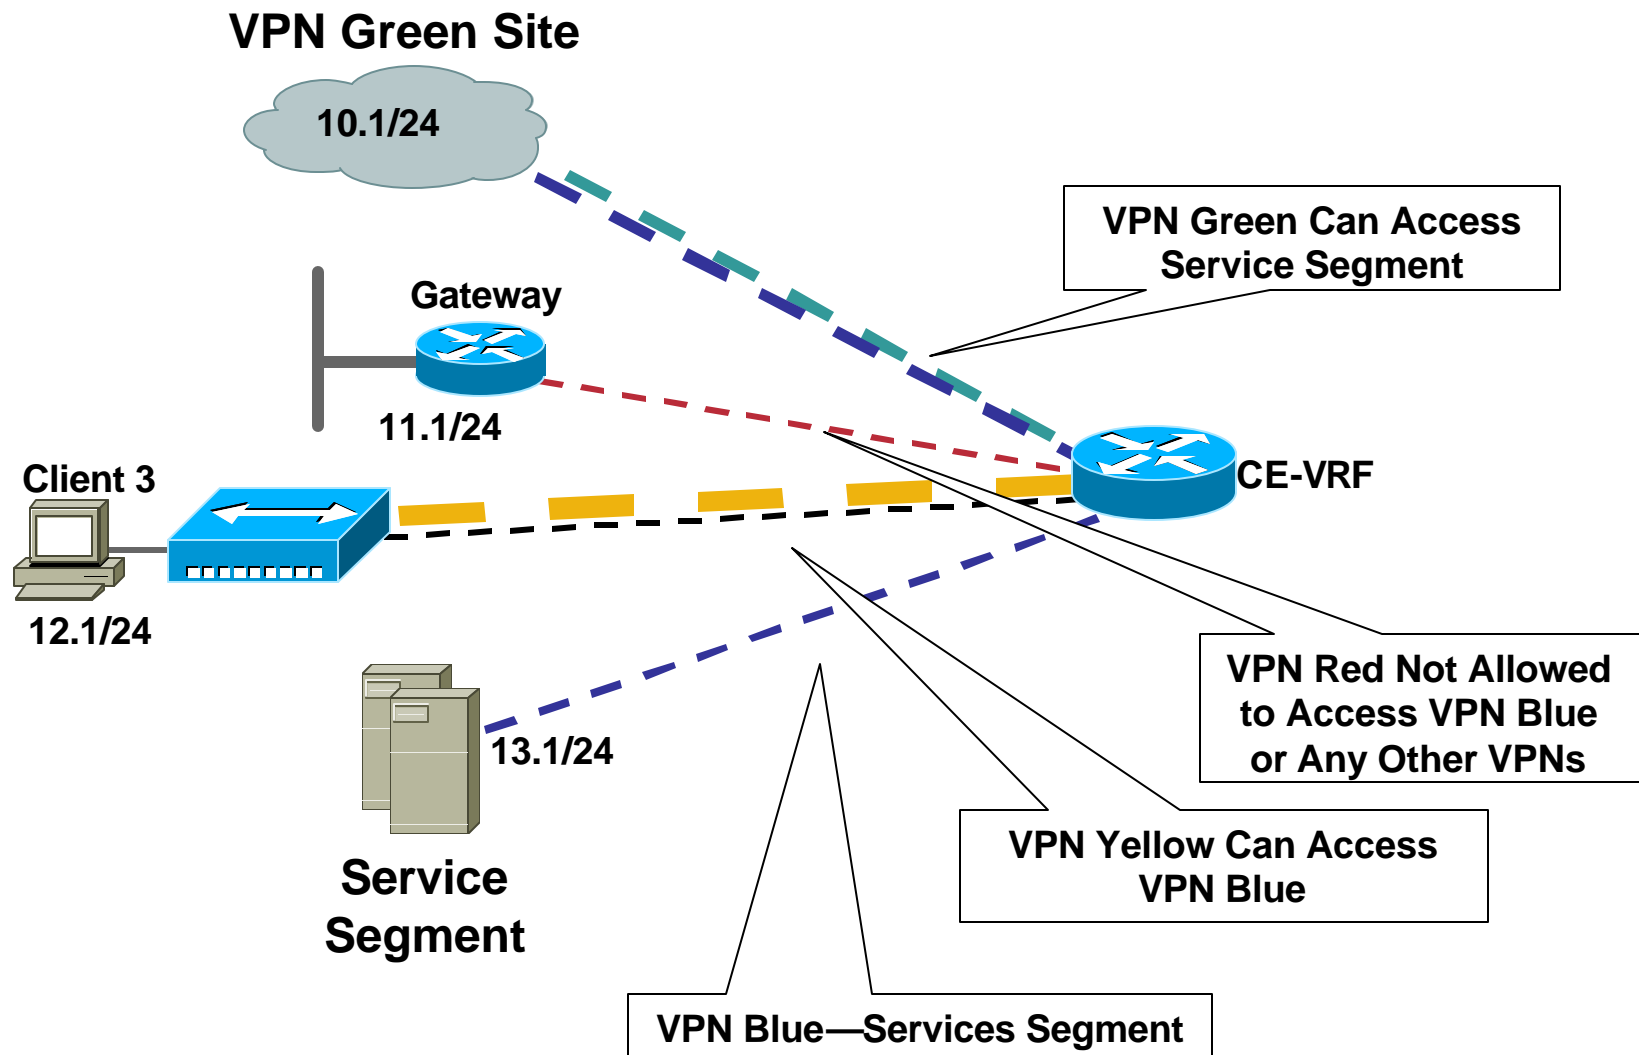 VPN Green Site
10.1/24
VPN Green Can Access
Service Segment
Gateway
11.1/24
Client 3
CE-VRF
12.1/24
VPN Red Not Allowed
to Access VPN Blue
or Any Other VPNs
13.1/24
VPN Yellow Can Access
VPN Blue
Service
Segment
VPN Blue—Services Segment